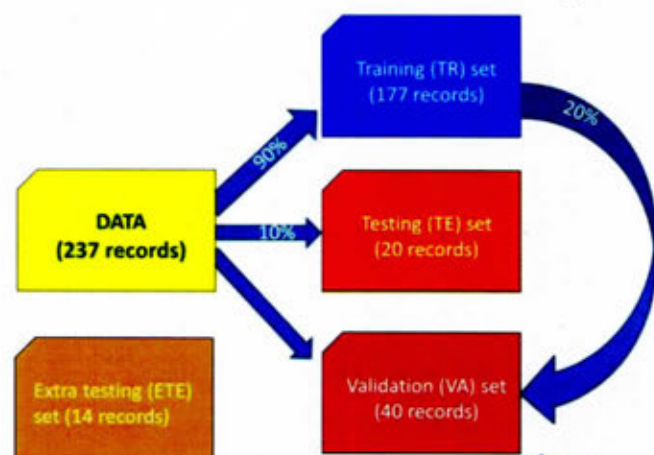 Training (TR) set
(177 records)
20%
90%
DATA
(237 records)
10%
Testing (TE) set
(20 records)
Extra testing (ETE)
set (14 records)
Validation (VA) set
(40 records)